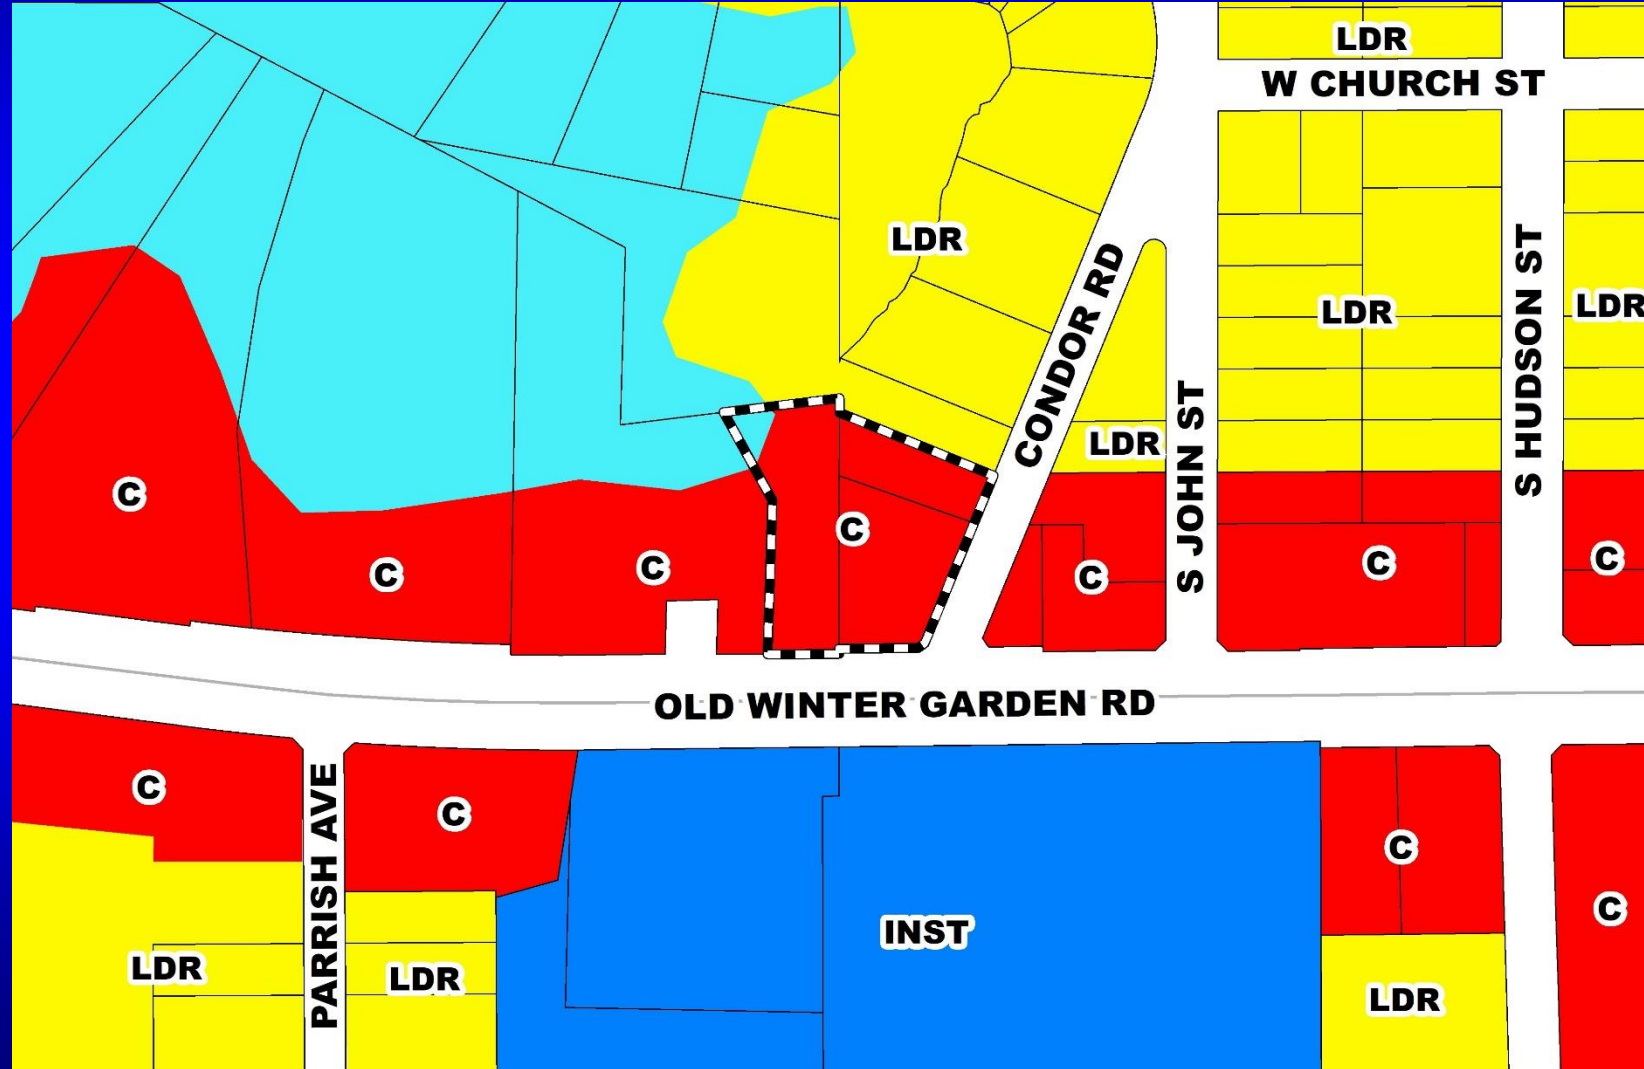 LDR
W CHURCH ST
LDR
CONDOR RD
LDR
S HUDSON ST
LDR
LDR
S JOHN ST
C
C
C
C
C
C
C
OLD WINTER GARDEN RD
C
PARRISH AVE
C
C
C
INST
LDR
LDR
LDR